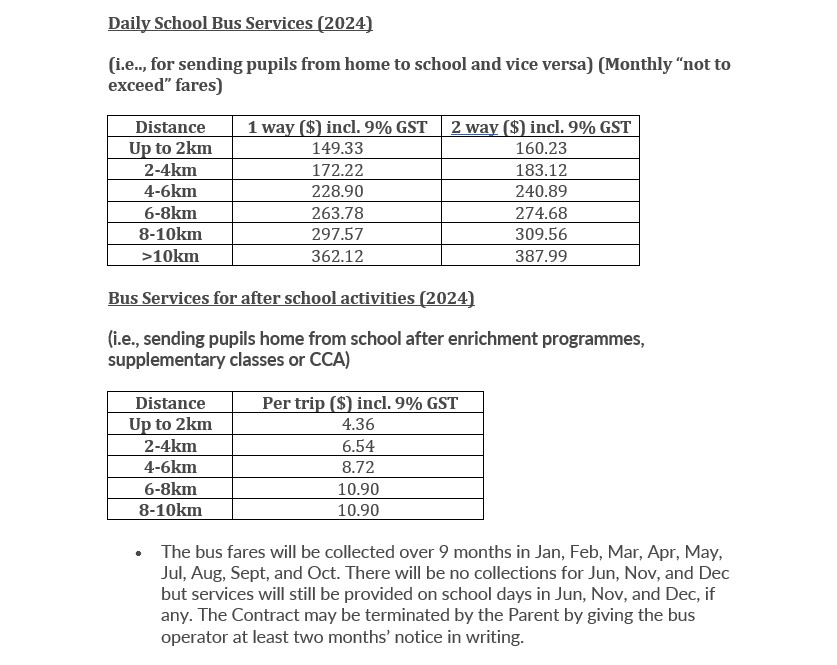 Daily School Bus Services (2024)
(i.e.., for sending pupils from home to school and vice versa) (Monthly “not to
exceed” fares)
Distance 1 way ($) incl. 9% GST 2 way ($) incl. 9% GST
Up to 2km 149.33 160.23
2-4km 172.22 183.12
4-6km 228.90 240.89
6-8km 263.78 274.68
8-10km 297.57 309.56
>10km 362.12 387.99
Bus Services for after school activities (2024)
(i.e., sending pupils home from school after enrichment programmes,
supplementary classes or CCA)
Distance Per trip ($) incl. 9% GST
Up to 2km 4.36
2-4km 6.54
4-6km 8.72
6-8km 10.90
8-10km 10.90
• The bus fares will be collected over 9 months in Jan, Feb, Mar, Apr, May,
Jul, Aug, Sept, and Oct. There will be no collections for Jun, Nov, and Dec
but services will still be provided on school days in Jun, Nov, and Dec, if
any. The Contract may be terminated by the Parent by giving the bus
operator at least two months’ notice in writing.